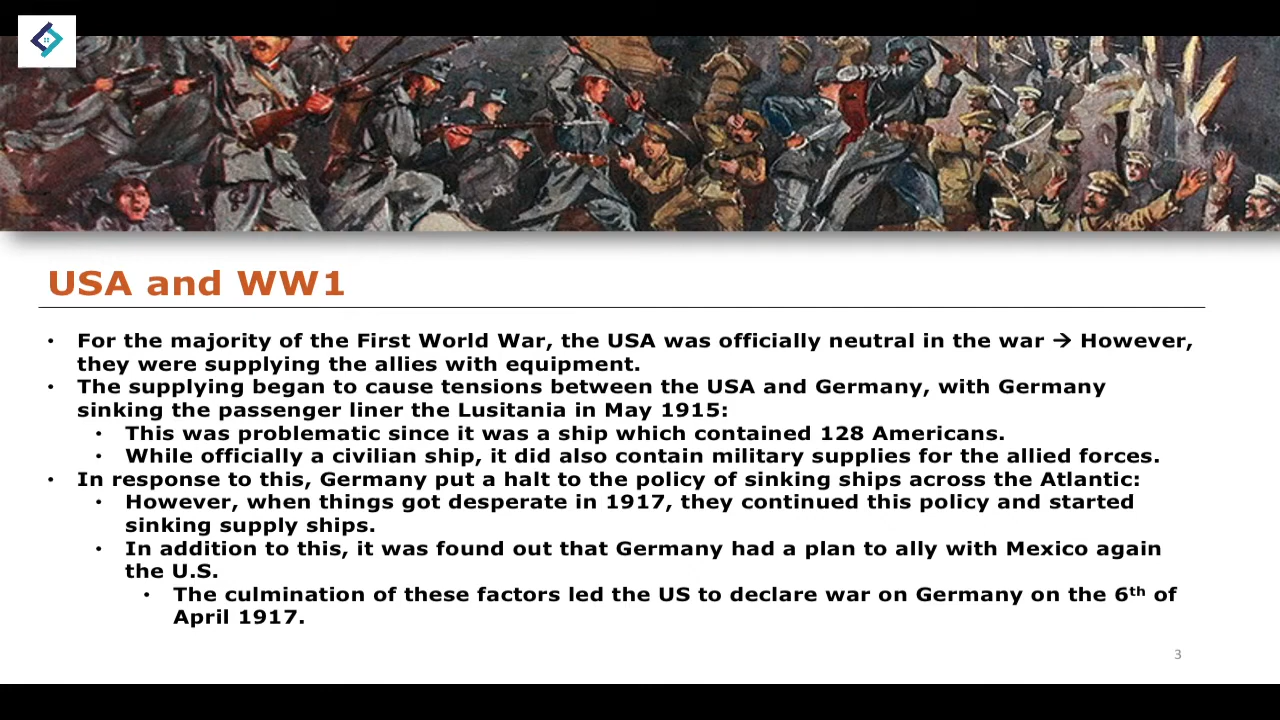 USA and WW1
• For the majority of the First World War, the USA was officially neutral in the war → However,
they were supplying the allies with equipment.
• The supplying began to cause tensions between the USA and Germany, with Germany
sinking the passenger liner the Lusitania in May 1915:
• This was problematic since it was a ship which contained 128 Americans.
• While officially a civilian ship, it did also contain military supplies for the allied forces.
• In response to this, Germany put a halt to the policy of sinking ships across the Atlantic:
• However, when things got desperate in 1917, they continued this policy and started
sinking supply ships.
• In addition to this, it was found out that Germany had a plan to ally with Mexico again
the U.S.
• The culmination of these factors led the US to declare war on Germany on the 6th of
April 1917.
3